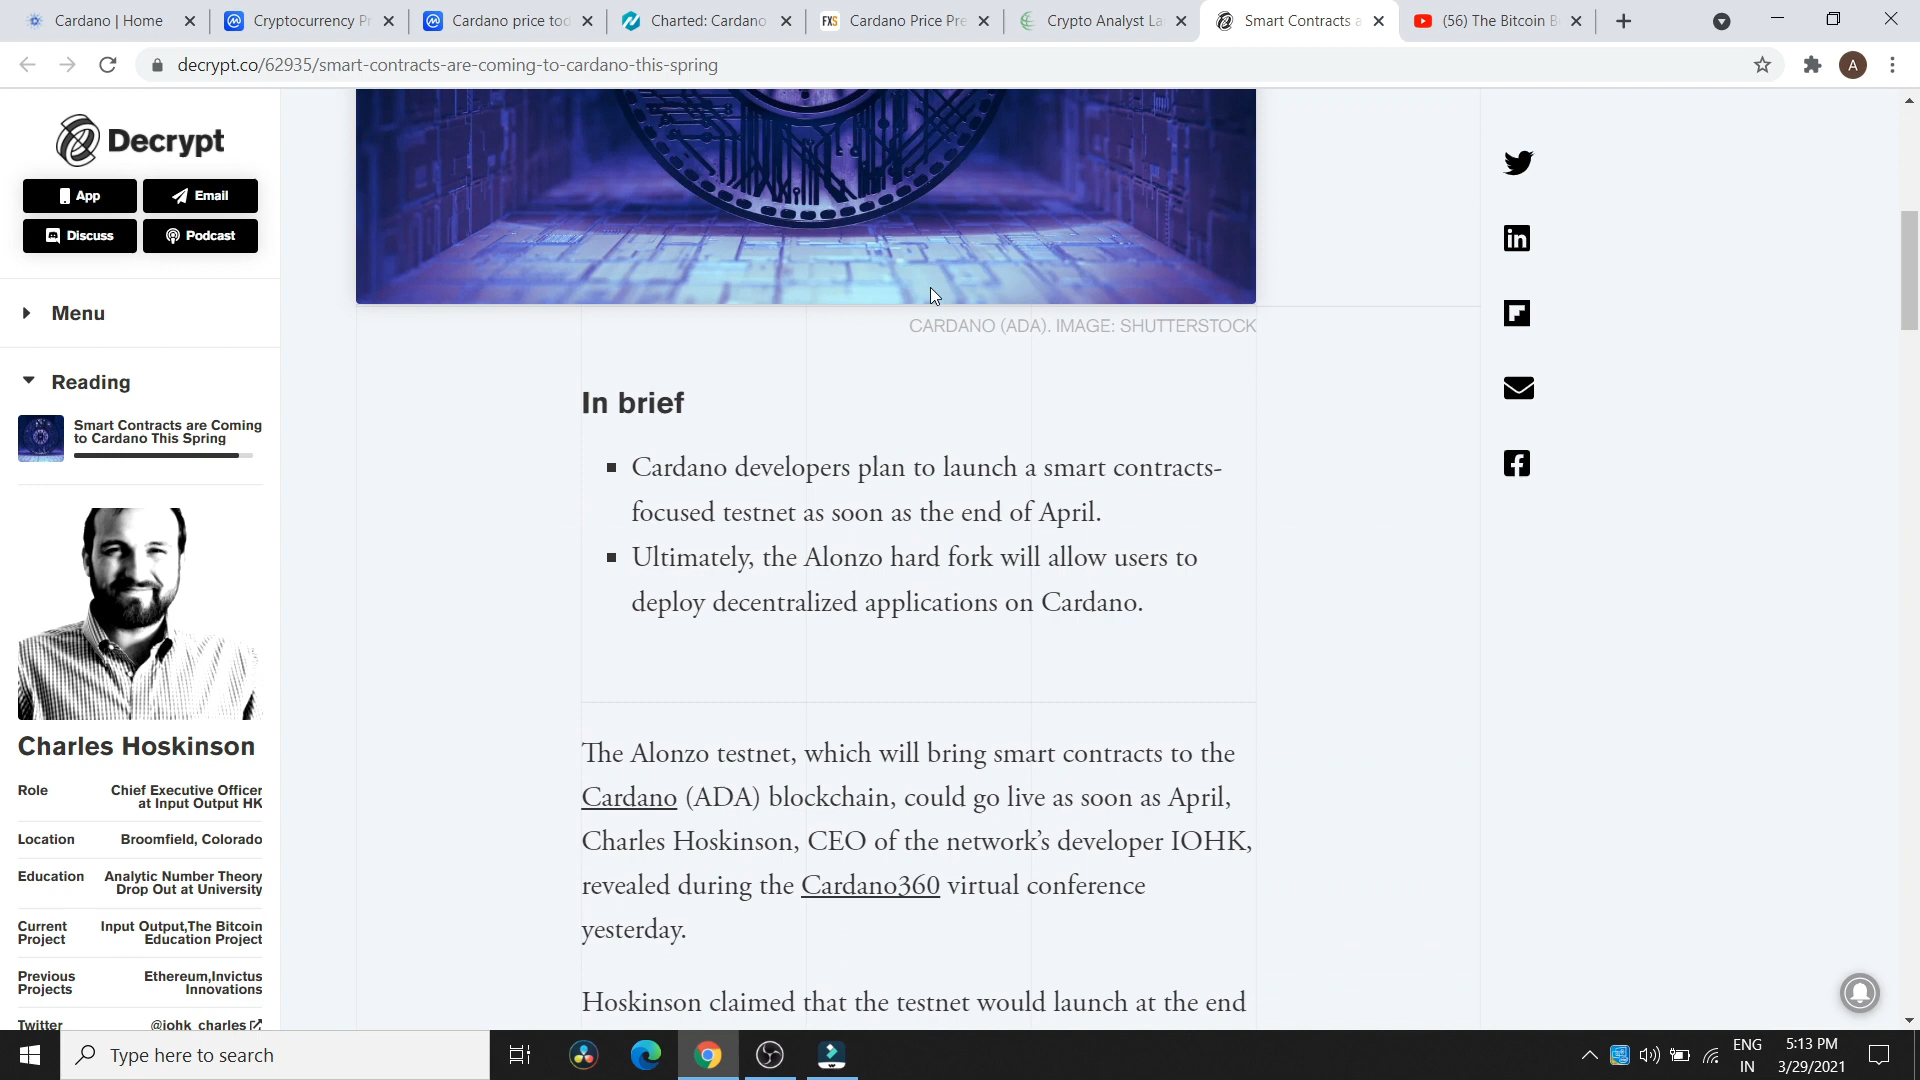 Cardano | Home
Cryptocurrency Pr
Cardano price tod
Charted: Cardano
FXS
Cardano Price Pre
Crypto Analyst La
Smart Contracts a
(56) The Bitcoin B
decrypt.co/62935/smart-contracts-are-coming-to-cardano-this-spring
A
Decrypt
App
Email
Discuss
Podcast
Menu
Reading
Smart Contracts are Coming
to Cardano This Spring
Charles Hoskinson
Role
Chief Executive Officer
at Input Output HK
Location
Broomfield, Colorado
Education
Analytic Number Theory
Drop Out at University
Current
Project
Input Output,The Bitcoin
Education Project
Previous
Projects
Ethereum,Invictus
Innovations
Twitter
@iohk_charles
CARDANO (ADA). IMAGE: SHUTTERSTOCK
In brief
Cardano developers plan to launch a smart contracts-
focused testnet as soon as the end of April.
Ultimately, the Alonzo hard fork will allow users to
deploy decentralized applications on Cardano.
The Alonzo testnet, which will bring smart contracts to the
Cardano (ADA) blockchain, could go live as soon as April,
Charles Hoskinson, CEO of the network’s developer IOHK,
revealed during the Cardano360 virtual conference
yesterday.
Hoskinson claimed that the testnet would launch at the end
Type here to search
ENG
IN
5:13 PM
3/29/2021